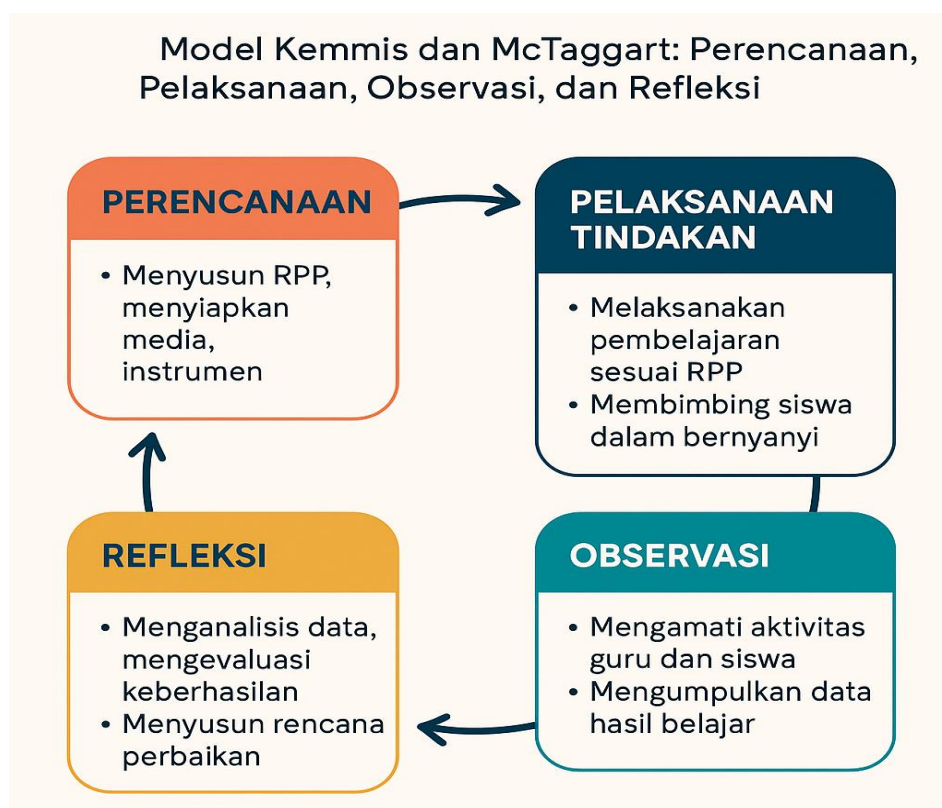 Model Kemmis dan McTaggart: Perencanaan,
Pelaksanaan, Observasi, dan Refleksi
PERENCANAAN
• Menyusun RPP,
menyiapkan
media,
instrumen
PELAKSANAAN
TINDAKAN
• Melaksanakan
pembelajaran
sesuai RPP
• Membimbing siswa
dalam bernyanyi
OBSERVASI
• Mengamati aktivitas
guru dan siswa
• Mengumpulkan data
hasil belajar
REFLEKSI
• Menganalisis data,
mengevaluasi
keberhasilan
• Menyusun rencana
perbaikan